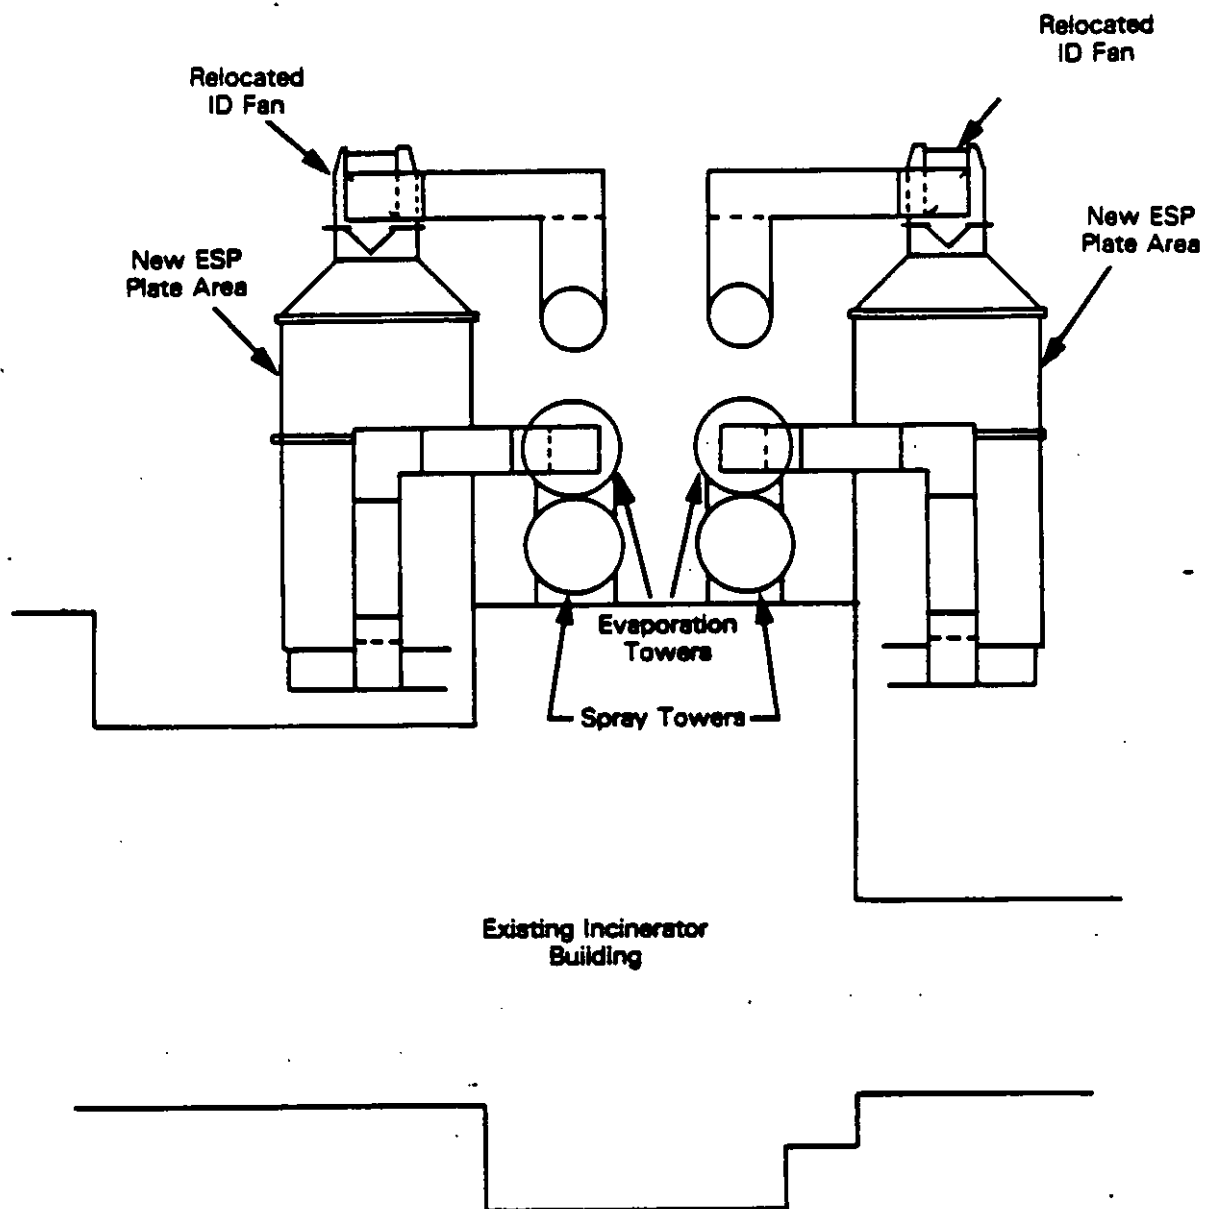 Relocated
ID Fan
Relocated
ID Fan
New ESP
Plate Area
New ESP
Plate Area
Evaporation
Towers
Spray Towers
Existing Incinerator
Building